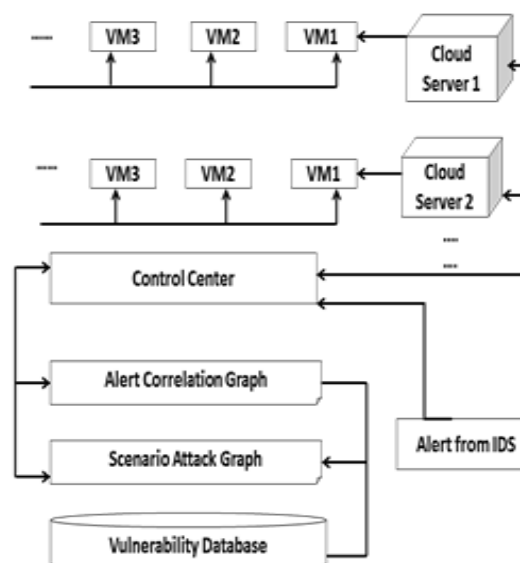 ..... VM3 VM2 VM1 Cloud
Server 1
..... VM3 VM2 VM1 Cloud
Server 2
....
...
Control Center
Alert Correlation Graph
Scenario Attack Graph
Alert from IDS
Vulnerability Database